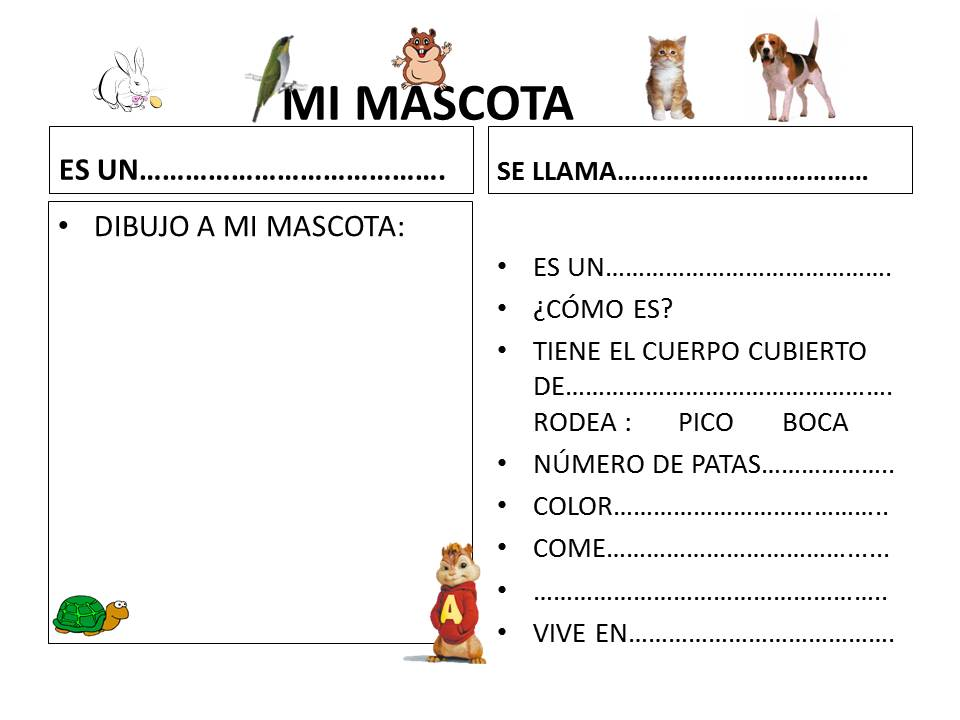 MI MASCOTA
ES UN………………………………….
SE LLAMA………………………………
• DIBUJO A MI MASCOTA:
• ES UN…………………………………….
• ¿CÓMO ES?
• TIENE EL CUERPO CUBIERTO
DE………………………………………….
RODEA : PICO BOCA
• NÚMERO DE PATAS………………..
• COLOR…………………………………..
• COME………………………………......
• ……………………………………………..
• VIVE EN………………………………….
A